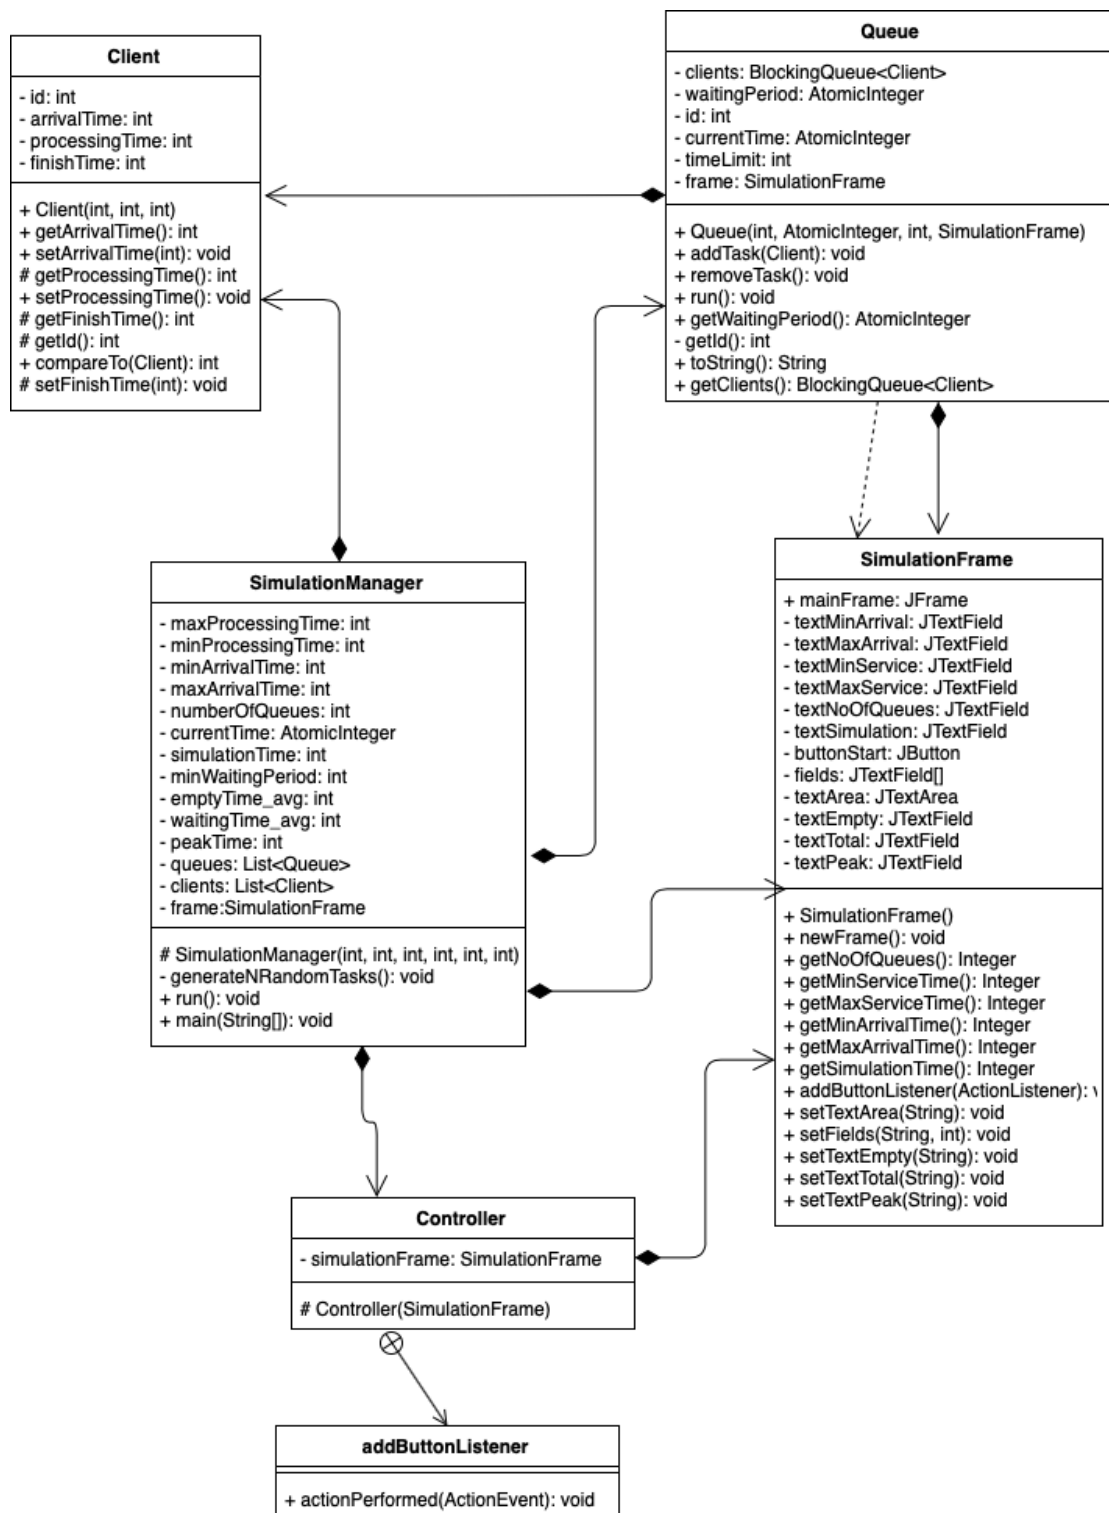 Client
- id: int
- arrivalTime: int
- processingTime: int
- finishTime: int
+ Client(int, int, int)
+ getArrivalTime(): int
+ setArrivalTime(int): void
# getProcessingTime(): int
+ setProcessingTime(): void
# getFinishTime(): int
# getId(): int
+ compareTo(Client): int
# setFinishTime(int): void
Queue
- clients: BlockingQueue<Client>
- waitingPeriod: AtomicInteger
- id: int
- currentTime: AtomicInteger
- timeLimit: int
- frame: SimulationFrame
+ Queue(int, AtomicInteger, int, SimulationFrame)
+ addTask(Client): void
+ removeTask(): void
+ run(): void
+ getWaitingPeriod(): AtomicInteger
- getId(): int
+ toString(): String
+ getClients(): BlockingQueue<Client>
SimulationManager
- maxProcessingTime: int
- minProcessingTime: int
- minArrivalTime: int
- maxArrivalTime: int
- numberOfQueues: int
- currentTime: AtomicInteger
- simulationTime: int
- minWaitingPeriod: int
- emptyTime_avg: int
- waitingTime_avg: int
- peakTime: int
- queues: List<Queue>
- clients: List<Client>
- frame:SimulationFrame
# SimulationManager(int, int, int, int, int, int)
- generateNRandomTasks(): void
+ run(): void
+ main(String[]): void
SimulationFrame
+ mainFrame: JFrame
- textMinArrival: JTextField
- textMaxArrival: JTextField
- textMinService: JTextField
- textMaxService: JTextField
- textNoOfQueues: JTextField
- textSimulation: JTextField
- buttonStart: JButton
- fields: JTextField[]
- textArea: JTextArea
- textEmpty: JTextField
- textTotal: JTextField
- textPeak: JTextField
+ SimulationFrame()
+ newFrame(): void
+ getNoOfQueues(): Integer
+ getMinServiceTime(): Integer
+ getMaxServiceTime(): Integer
+ getMinArrivalTime(): Integer
+ getMaxArrivalTime(): Integer
+ getSimulationTime(): Integer
+ addButtonListener(ActionListener):
+ setTextArea(String): void
+ setFields(String, int): void
+ setTextEmpty(String): void
+ setTextTotal(String): void
+ setTextPeak(String): void
Controller
- simulationFrame: SimulationFrame
# Controller(SimulationFrame)
addButtonListener
+ actionPerformed(ActionEvent): void